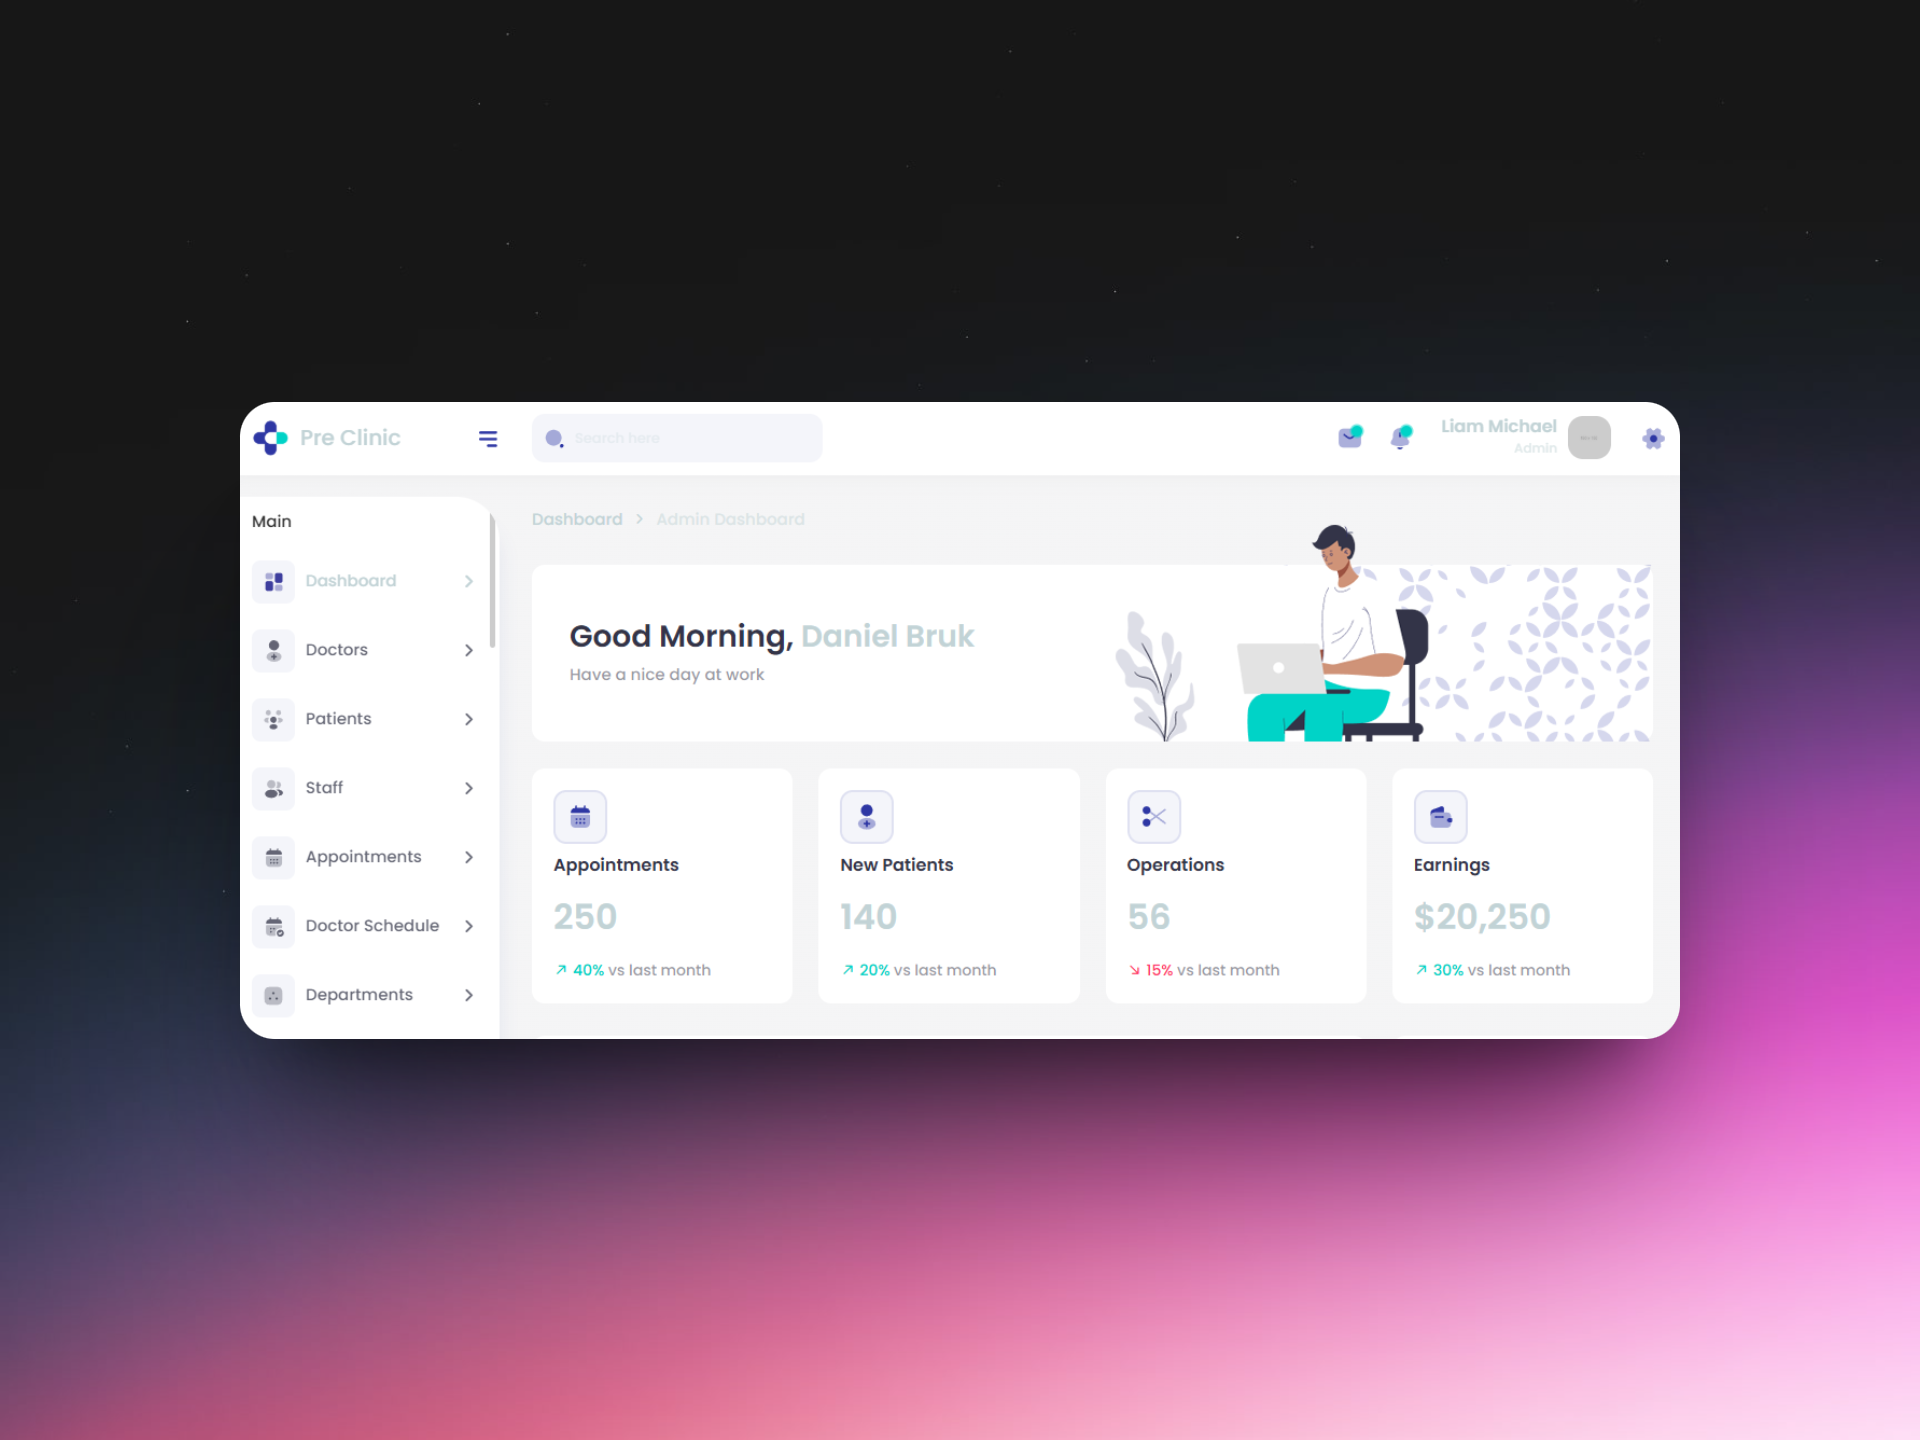 Pre Clinic
Search here
Liam Michael
Admin
Main
Dashboard
Doctors
Patients
Staff
Appointments
Doctor Schedule
Departments
Dashboard > Admin Dashboard
Good Morning, Daniel Bruk
Have a nice day at work
Appointments
250
40% vs last month
New Patients
140
20% vs last month
Operations
56
15% vs last month
Earnings
$20,250
30% vs last month